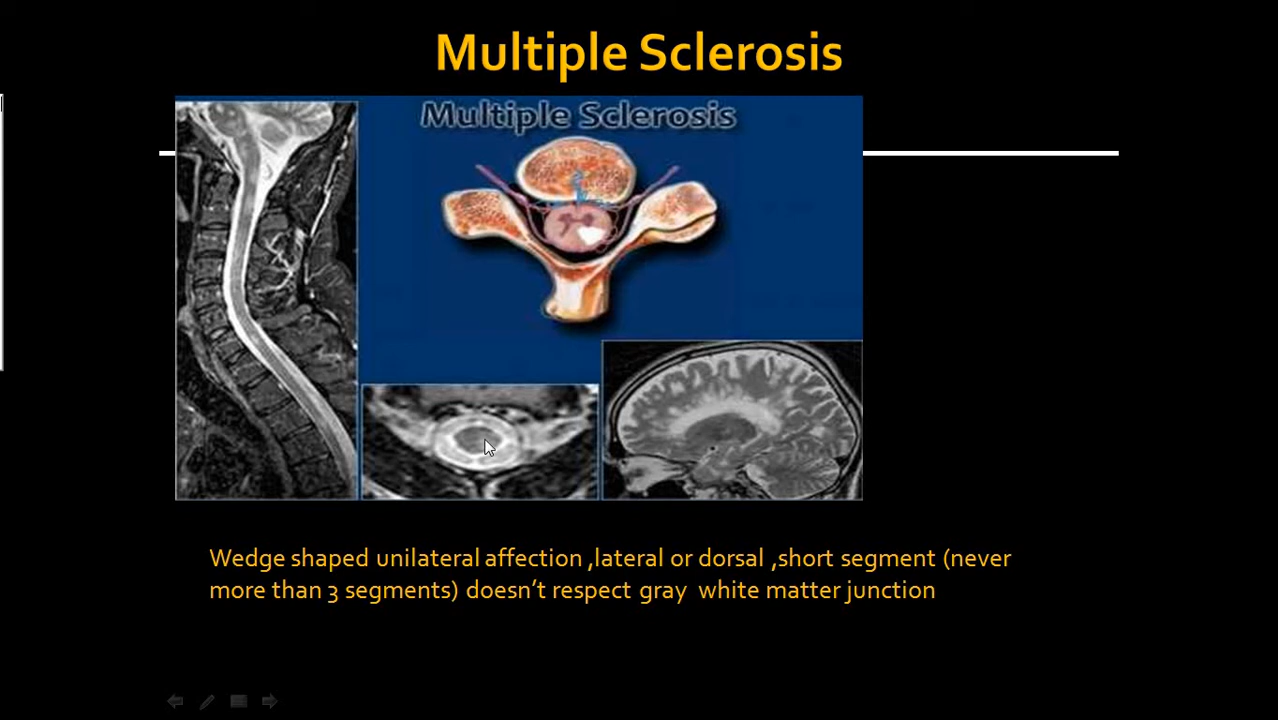 Multiple Sclerosis
Multiple Sclerosis
Wedge shaped unilateral affection ,lateral or dorsal ,short segment (never
more than 3 segments) doesn’t respect gray  white matter junction